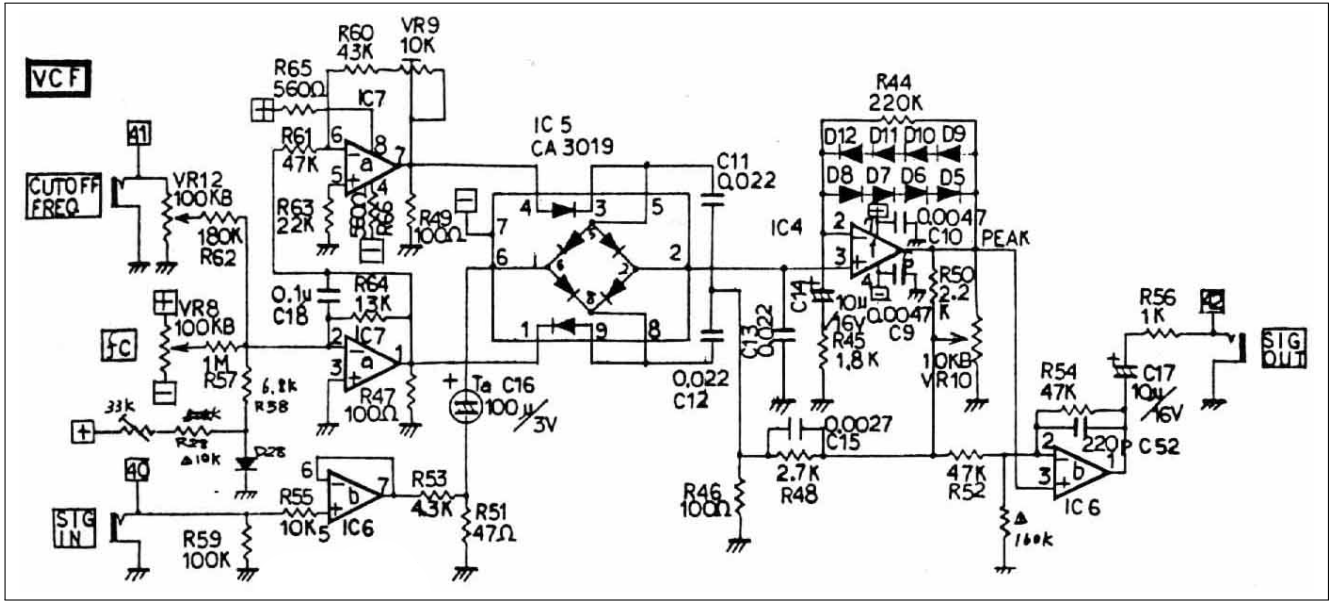 VCF
41
CUTOFF
FREQ
VR12
100KB
180K
R62
+
VR8
100KB
fC
1M
R57
−
33K
+
Δ10K
6.8K
R58
D28
40
SIG
IN
R55
10K
R59
100K
R60
43K
VR9
10K
R65
560Ω
+
IC7
R61
47K
6
−
8
a
7
5
+
4
R63
22K
−
R49
100Ω
0.1µ
C18
R64
13K
IC7
2
−
a
1
3
+
R47
100Ω
6
−
b
7
5
+
IC6
R53
4.3K
R51
47Ω
+
Ta C16
100µ/3V
IC5
CA3019
−
7
4
3
5
6
2
1
9
8
C11
0.022
0.022
C12
C13
0.022
R44
220K
D12
D11
D10
D9
D8
D7
D6
D5
IC4
2
−
3
+
+
0.0047
C10
4
−
0.0047
C9
PEAK
C14
+
10µ
16V
R45
1.8K
R50
2.2
K
10KB
VR10
0.0027
C15
2.7K
R48
R46
100Ω
47K
R52
Δ
160K
R54
47K
220P C52
2
−
b
1
3
+
IC6
R56
1K
+
C17
10µ/16V
42
SIG
OUT